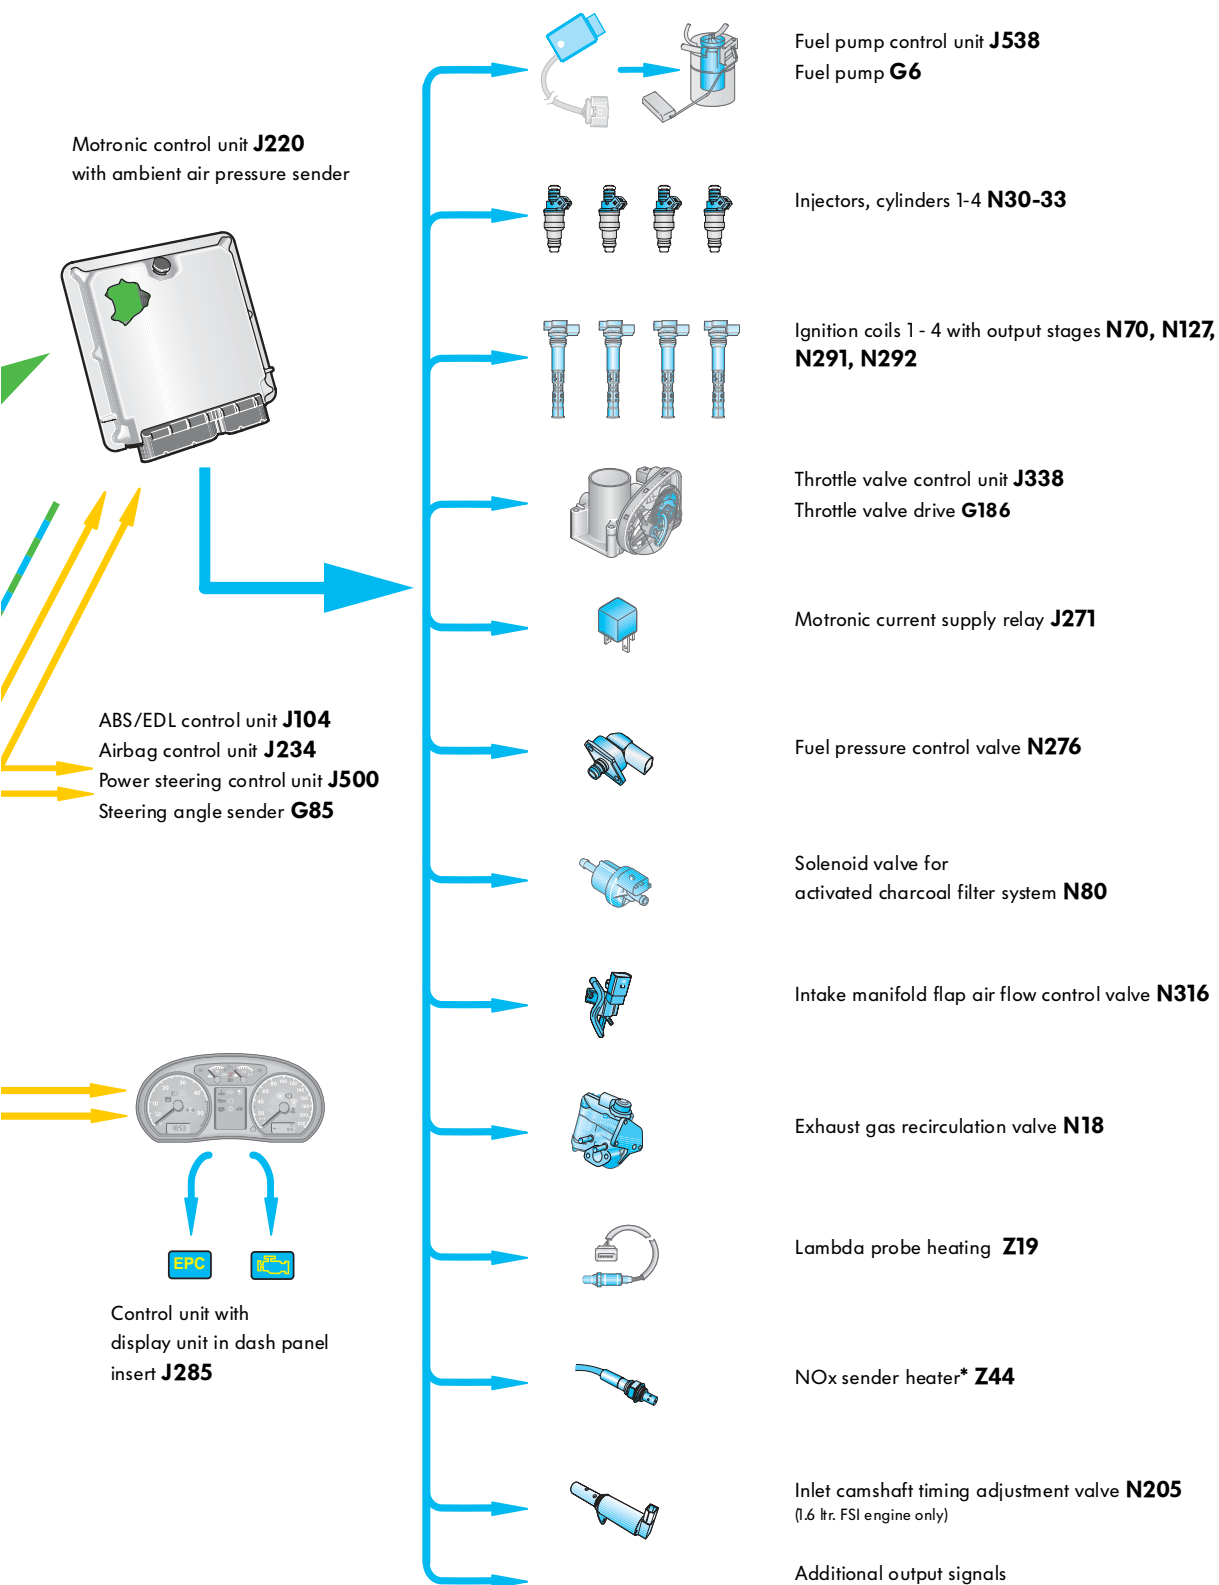 Fuel pump control unit J538
Fuel pump G6
Motronic control unit J220
with ambient air pressure sender
Injectors, cylinders 1-4 N30-33
Ignition coils 1 - 4 with output stages N70, N127,
N291, N292
Throttle valve control unit J338
Throttle valve drive G186
Motronic current supply relay J271
ABS/EDL control unit J104
Airbag control unit J234
Power steering control unit J500
Steering angle sender G85
Fuel pressure control valve N276
Solenoid valve for
activated charcoal filter system N80
Intake manifold flap air flow control valve N316
Exhaust gas recirculation valve N18
EPC
Control unit with
display unit in dash panel
insert J285
Lambda probe heating Z19
NOx sender heater* Z44
Inlet camshaft timing adjustment valve N205
(1.6 ltr. FSI engine only)
Additional output signals